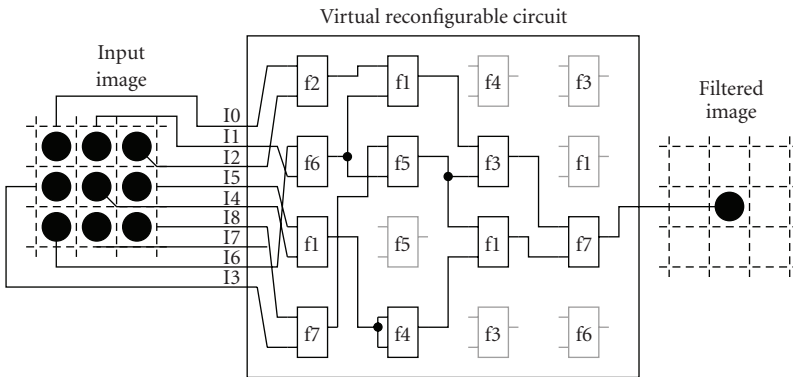 Virtual reconfigurable circuit
Input
image
Filtered
image
I0
I1
I2
I5
I4
I8
I7
I6
I3
f2
f1
f4
f3
f6
f5
f3
f1
f1
f5
f1
f7
f7
f4
f3
f6